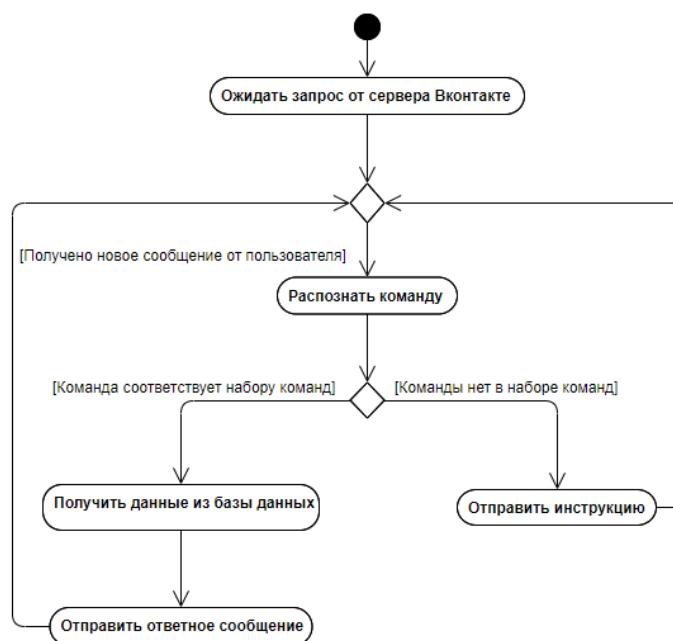 Ожидать запрос от сервера Вконтакте
[Получено новое сообщение от пользователя]
Распознать команду
[Команда соответствует набору команд]
[Команды нет в наборе команд]
Получить данные из базы данных
Отправить инструкцию
Отправить ответное сообщение